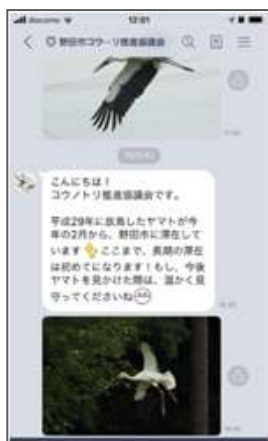 docomo 12:01
野田市コウノトリ推進協議会
こんにちは！
コウノトリ推進協議会です。
平成29年に放鳥したヤマトが今
年の2月から、野田市に滞在して
います ここまで、長期の滞在
は初めてになります！もし、今後
ヤマトを見かけた際は、温かく見
守ってくださいね